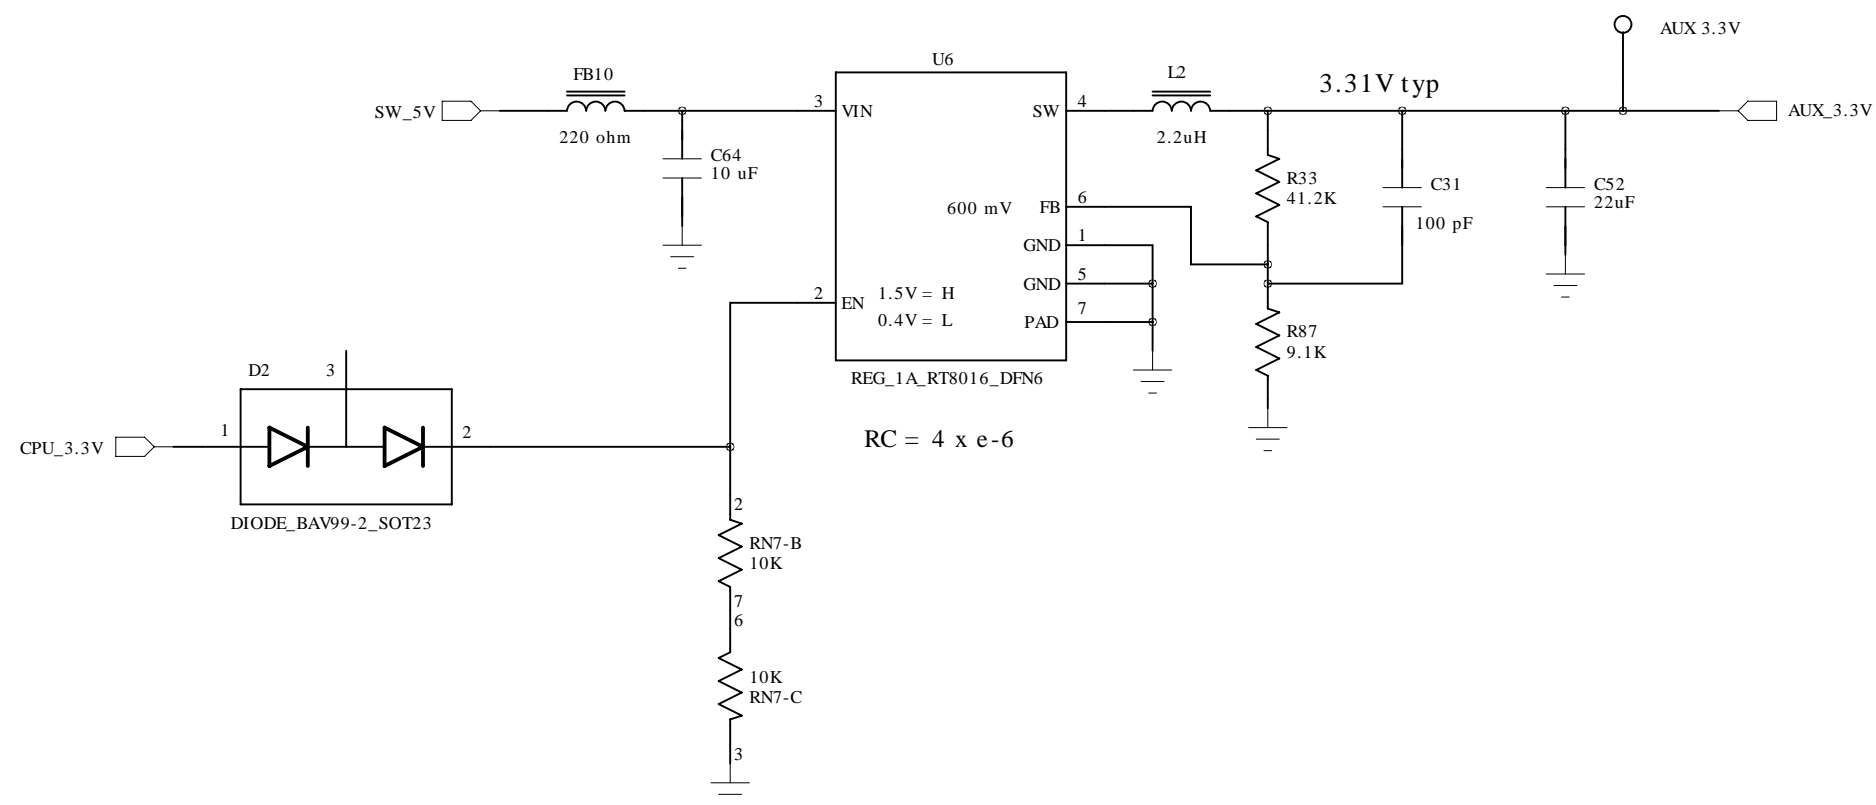 AUX 3.3V
U6
FB10
L2
3.31V typ
SW_5V
3
VIN
SW
4
AUX_3.3V
220 ohm
2.2uH
C64
10 uF
R33
41.2K
C31
100 pF
C52
22uF
600 mV
FB
6
GND
1
GND
5
2
EN
1.5V = H
0.4V = L
PAD
7
R87
9.1K
D2
3
REG_1A_RT8016_DFN6
CPU_3.3V
1
2
RC = 4 x e-6
DIODE_BAV99-2_SOT23
2
RN7-B
10K
7
6
10K
RN7-C
3